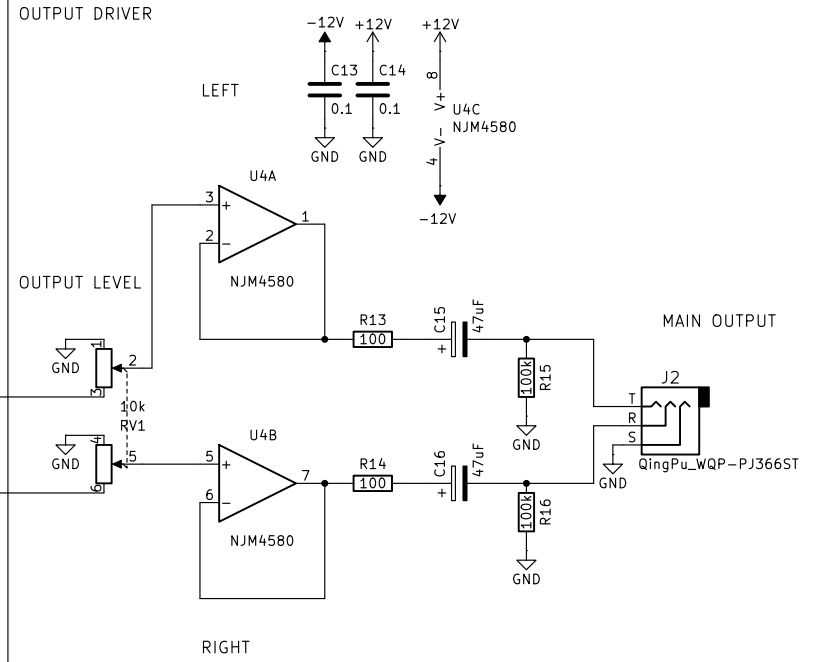 OUTPUT DRIVER
-12V +12V +12V
LEFT
C13 C14
0.1 0.1
GND GND
8
V+
U4C
NJM4580
V-
4
-12V
U4A
3 + 1
2 -
NJM4580
OUTPUT LEVEL
1
GND
2
3
10k
RV1
R13
100
C15
47uF
+
100k
R15
GND
MAIN OUTPUT
J2
T
R
S
GND
QingPu_WQP-PJ366ST
4
GND
5
6
U4B
5 + 7
6 -
NJM4580
R14
100
C16
47uF
+
100k
R16
GND
RIGHT